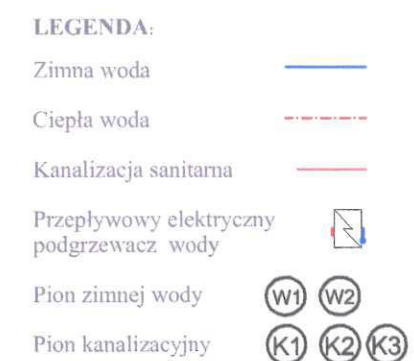 LEGENDA:
Zimna woda
Ciepła woda
Kanalizacja sanitarna
Przepływowy elektryczny
podgrzewacz wody
Pion zimnej wody W1 W2
Pion kanalizacyjny K1 K2 K3